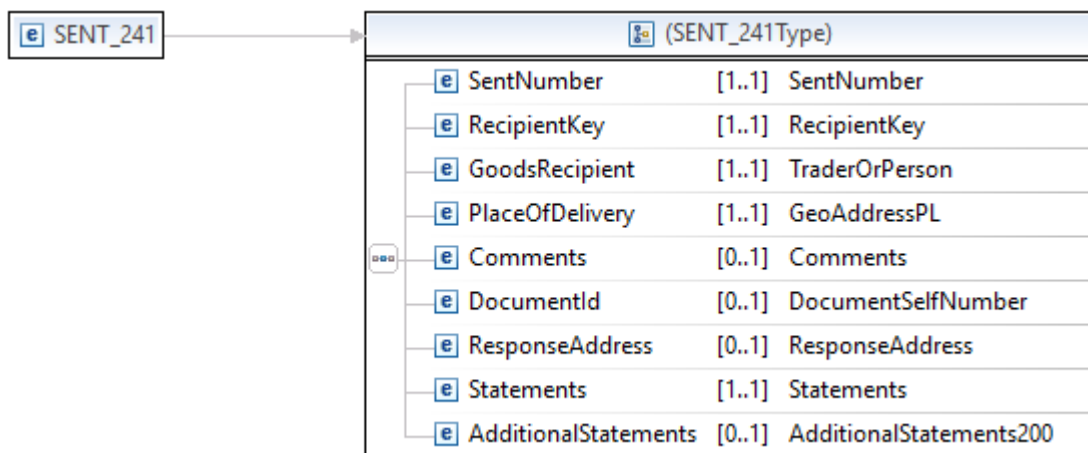 e SENT_241
(SENT_241Type)
e SentNumber [1..1] SentNumber
e RecipientKey [1..1] RecipientKey
e GoodsRecipient [1..1] TraderOrPerson
e PlaceOfDelivery [1..1] GeoAddressPL
e Comments [0..1] Comments
e DocumentId [0..1] DocumentSelfNumber
e ResponseAddress [0..1] ResponseAddress
e Statements [1..1] Statements
e AdditionalStatements [0..1] AdditionalStatements200